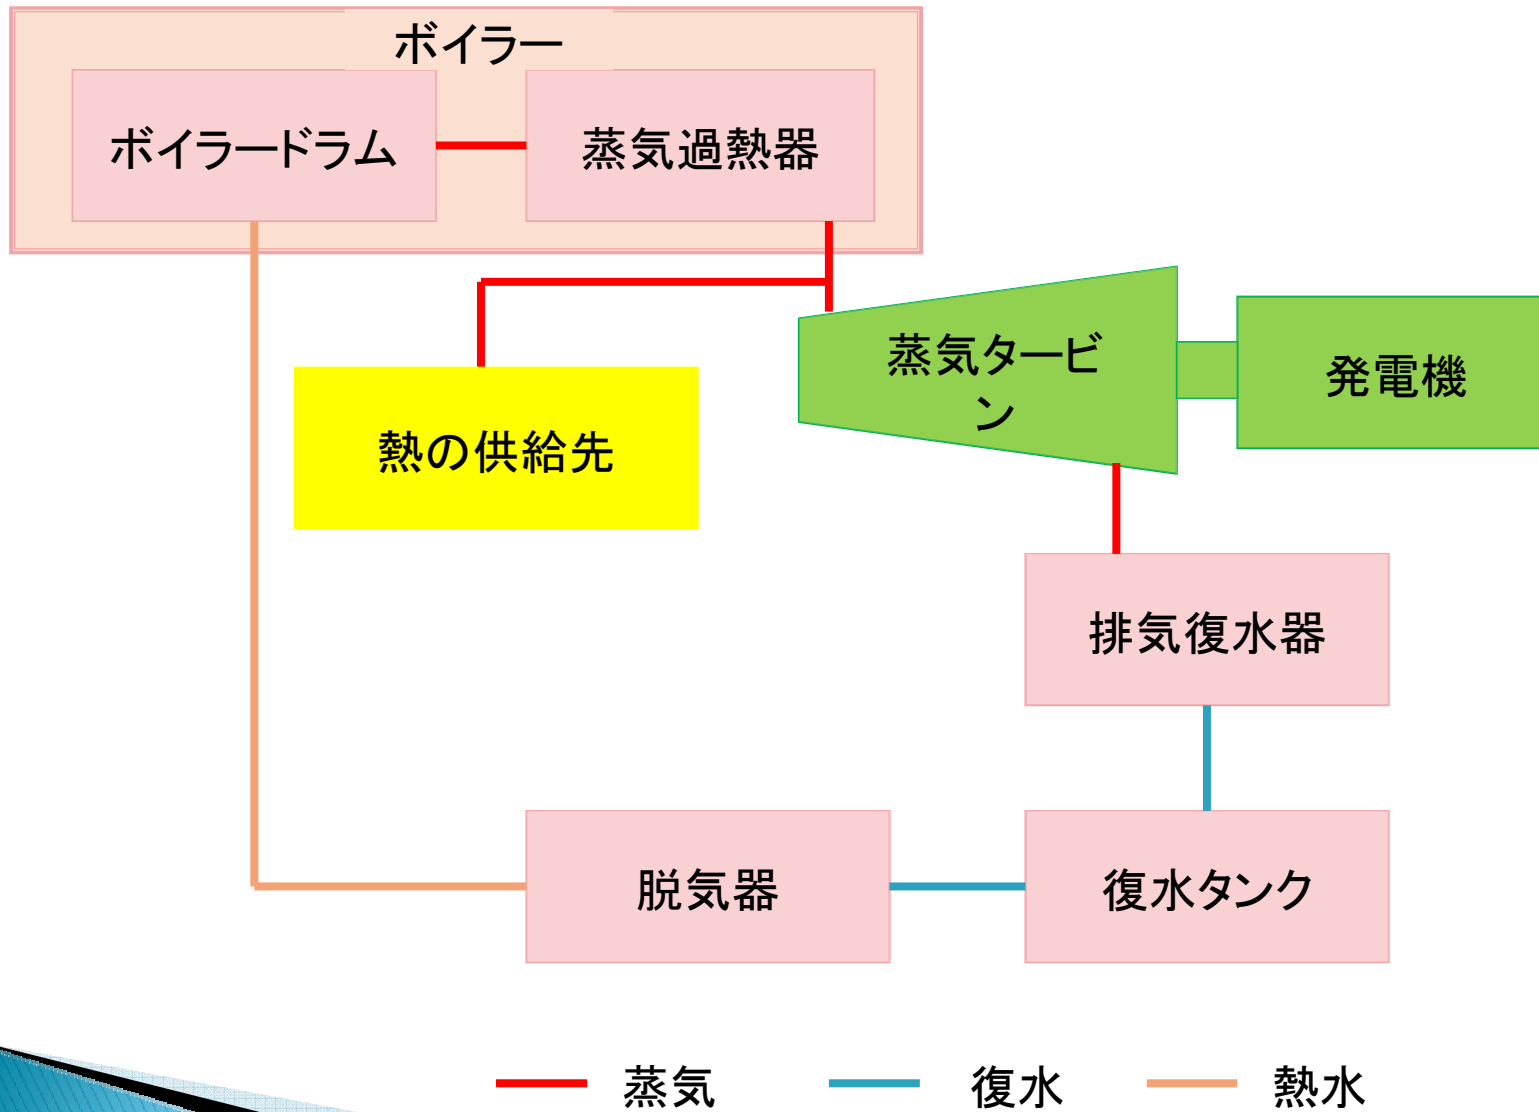 ボイラー
ボイラードラム
蒸気過熱器
蒸気タービ
ン
発電機
熱の供給先
排気復水器
脱気器
復水タンク
蒸気
復水
熱水